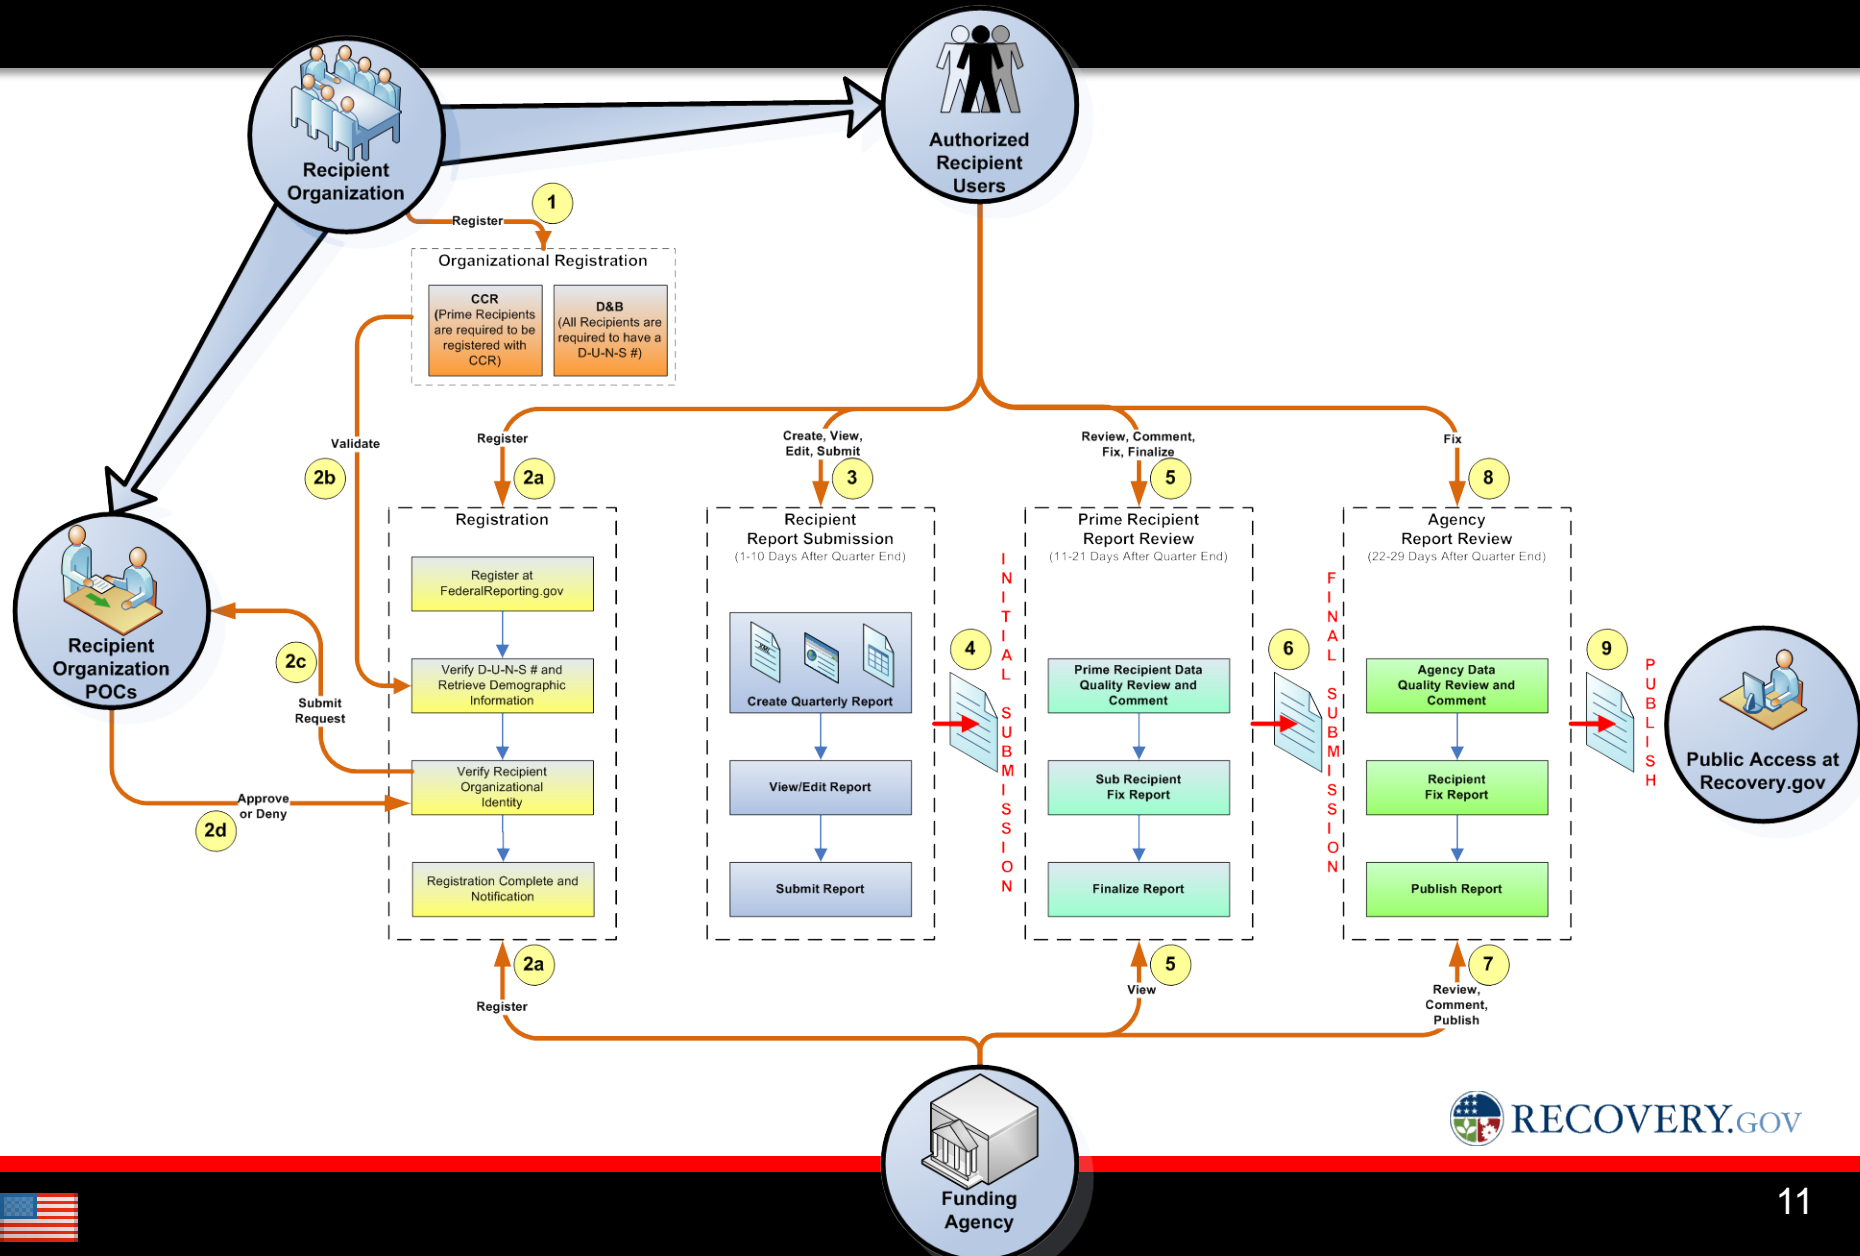 Recipient
Organization
Authorized
Recipient
Users
1
Register
Organizational Registration
CCR
(Prime Recipients
are required to be
registered with
CCR)
D&B
(All Recipients are
required to have a
D-U-N-S #)
Validate
2b
Register
2a
Create, View,
Edit, Submit
3
Review, Comment,
Fix, Finalize
5
Fix
8
Recipient
Organization
POCs
2c
Submit
Request
Approve
or Deny
2d
Registration
Register at
FederalReporting.gov
Verify D-U-N-S # and
Retrieve Demographic
Information
Verify Recipient
Organizational
Identity
Registration Complete and
Notification
Recipient
Report Submission
(1-10 Days After Quarter End)
XML
Create Quarterly Report
View/Edit Report
Submit Report
4
INITIAL SUBMISSION
Prime Recipient
Report Review
(11-21 Days After Quarter End)
Prime Recipient Data
Quality Review and
Comment
Sub Recipient
Fix Report
Finalize Report
6
FINAL SUBMISSION
Agency
Report Review
(22-29 Days After Quarter End)
Agency Data
Quality Review and
Comment
Recipient
Fix Report
Publish Report
9
PUBLISH
Public Access at
Recovery.gov
2a
Register
5
View
7
Review,
Comment,
Publish
Funding
Agency
RECOVERY.GOV
11